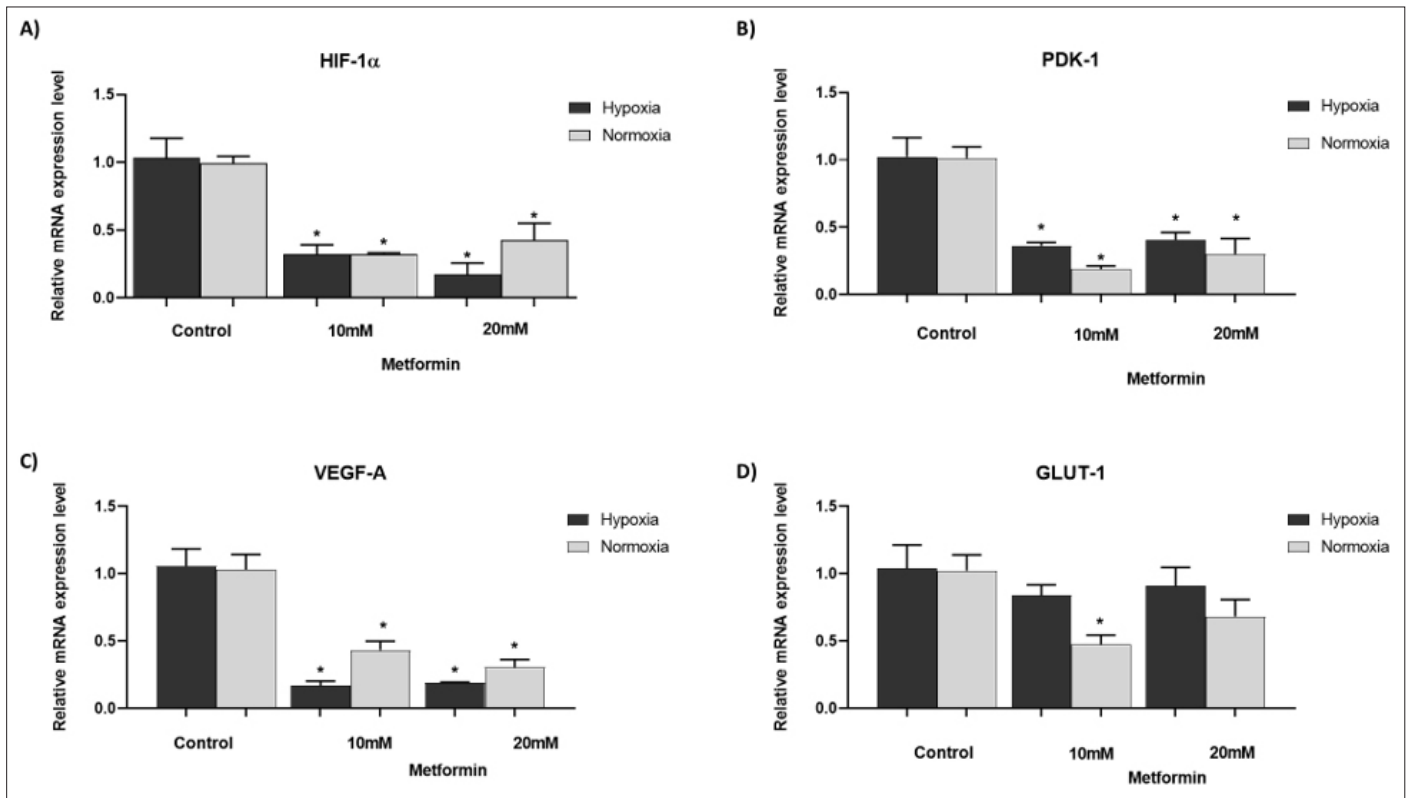 A)
HIF-1α
Relative mRNA expression level
1.5
1.0
0.5
0.0
Hypoxia
Normoxia
* * * *
Control 10mM 20mM
Metformin
B)
PDK-1
Relative mRNA expression level
1.5
1.0
0.5
0.0
Hypoxia
Normoxia
* * * *
Control 10mM 20mM
Metformin
C)
VEGF-A
Relative mRNA expression level
1.5
1.0
0.5
0.0
Hypoxia
Normoxia
* * * *
Control 10mM 20mM
Metformin
D)
GLUT-1
Relative mRNA expression level
1.5
1.0
0.5
0.0
Hypoxia
Normoxia
*
Control 10mM 20mM
Metformin